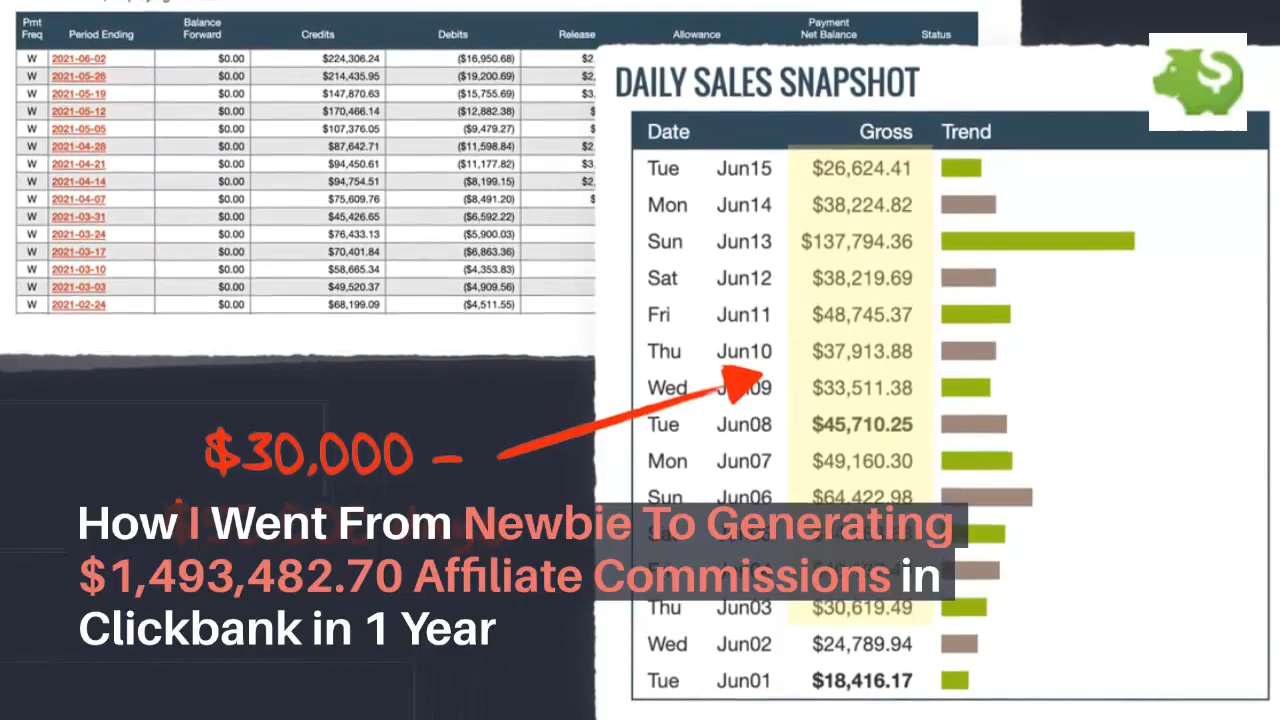 Pmt Freq Period Ending Balance Forward Credits Debits Release Allowance Payment Net Balance Status
W 2021-06-02 $0.00 $224,306.24 ($16,950.68) $2
W 2021-05-26 $0.00 $214,435.95 ($19,200.69) $2,
W 2021-05-19 $0.00 $147,870.63 ($15,755.69) $3,
W 2021-05-12 $0.00 $170,466.14 ($12,882.38) $
W 2021-05-05 $0.00 $107,376.05 ($9,479.27) $
W 2021-04-28 $0.00 $87,642.71 ($11,598.84) $2
W 2021-04-21 $0.00 $94,450.61 ($11,177.82) $3,
W 2021-04-14 $0.00 $94,754.51 ($8,199.15) $2,
W 2021-04-07 $0.00 $75,609.76 ($8,491.20) $
W 2021-03-31 $0.00 $45,426.65 ($6,592.22)
W 2021-03-24 $0.00 $76,433.13 ($5,900.03)
W 2021-03-17 $0.00 $70,401.84 ($6,863.36)
W 2021-03-10 $0.00 $58,665.34 ($4,353.83)
W 2021-03-03 $0.00 $49,520.37 ($4,909.56)
W 2021-02-24 $0.00 $68,199.09 ($4,511.55)
DAILY SALES SNAPSHOT
Date Gross Trend
Tue Jun15 $26,624.41
Mon Jun14 $38,224.82
Sun Jun13 $137,794.36
Sat Jun12 $38,219.69
Fri Jun11 $48,745.37
Thu Jun10 $37,913.88
Wed Jun09 $33,511.38
Tue Jun08 $45,710.25
Mon Jun07 $49,160.30
Sun Jun06 $64,422.98
Thu Jun03 $30,619.49
Wed Jun02 $24,789.94
Tue Jun01 $18,416.17
$30,000 -
How I Went From Newbie To Generating
$1,493,482.70 Affiliate Commissions in
Clickbank in 1 Year